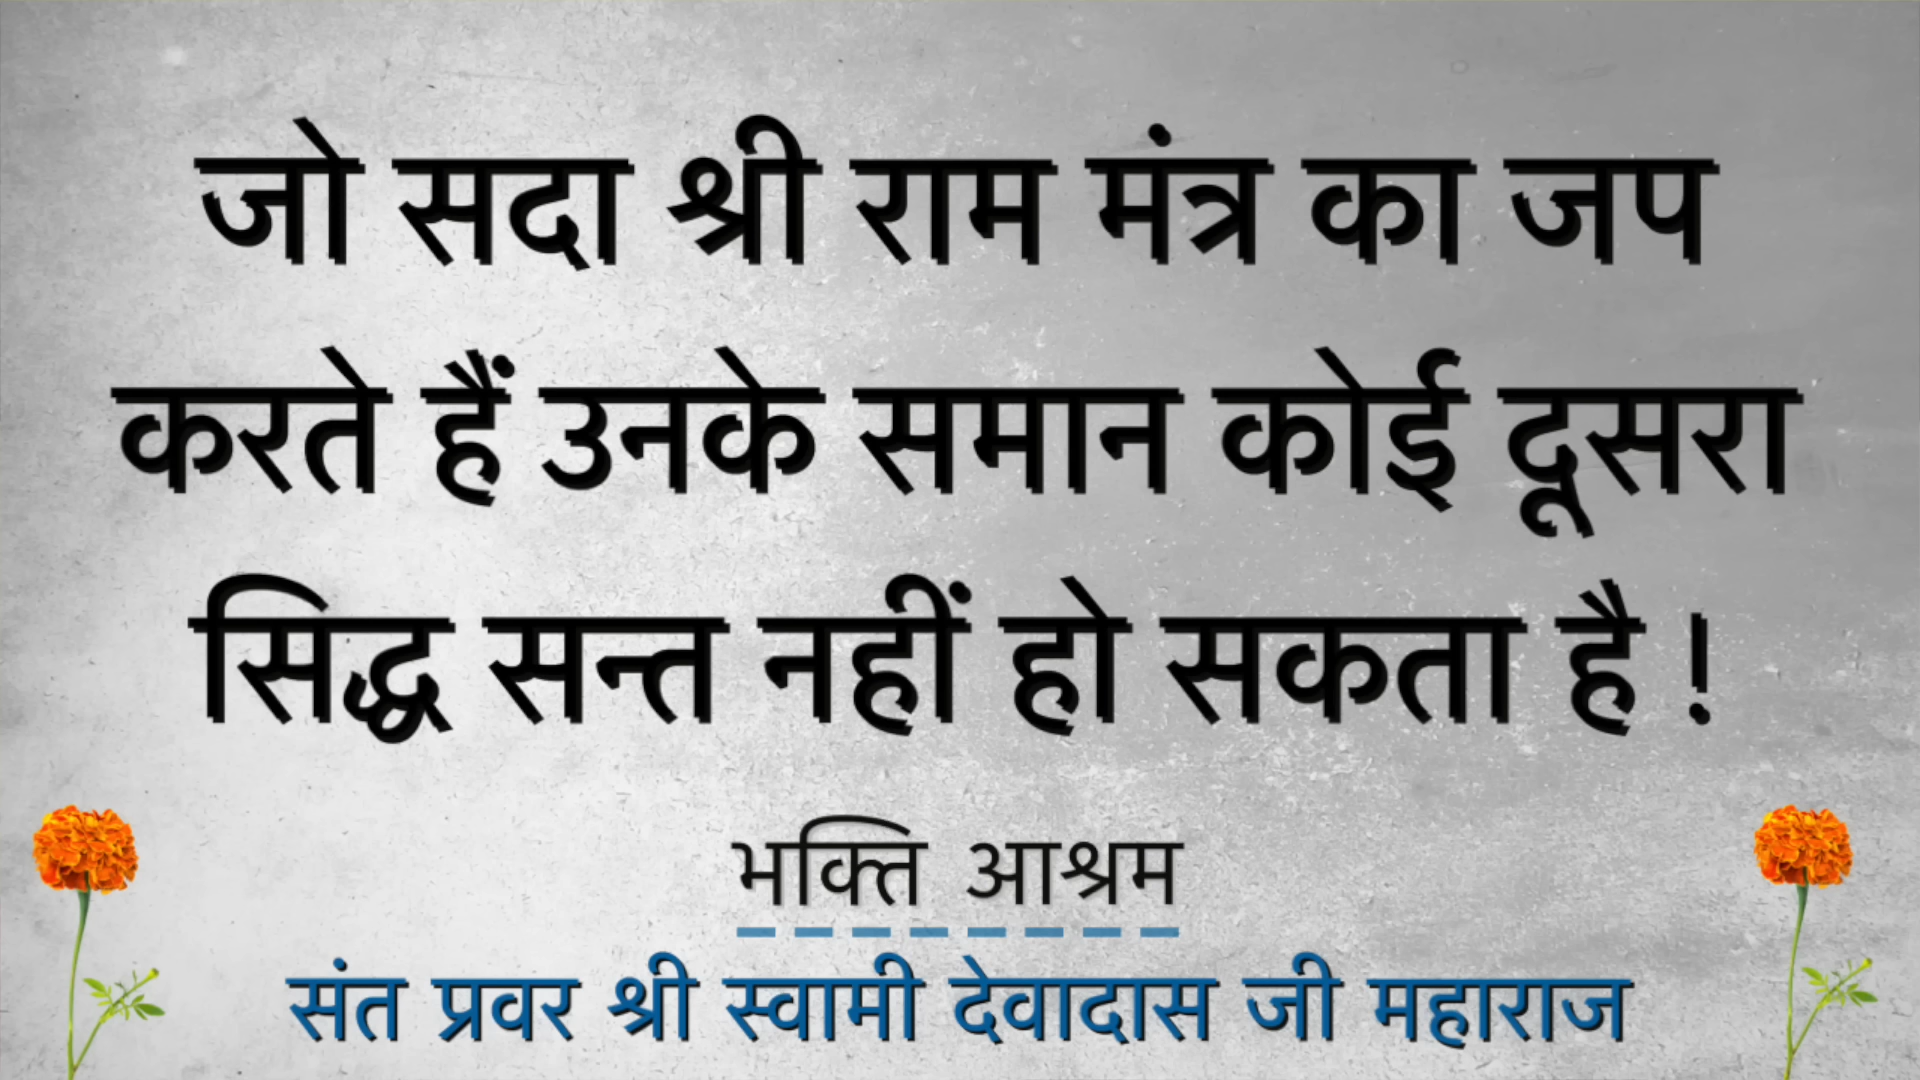 जो सदा श्री राम मंत्र का जप
करते हैं उनके समान कोई दूसरा
सिद्ध सन्त नहीं हो सकता है !
भक्ति आश्रम
संत प्रवर श्री स्वामी देवादास जी महाराज